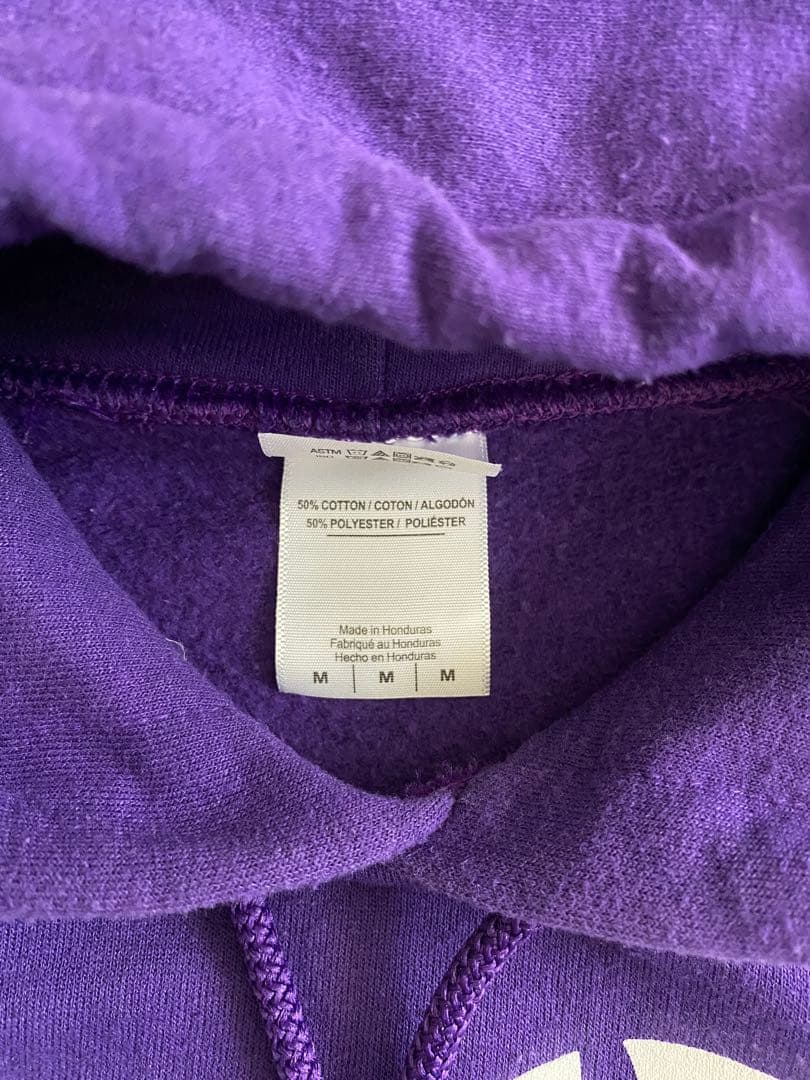 ASTM
50% COTTON / COTON / ALGODÓN
50% POLYESTER / POLIÉSTER
Made in Honduras
Fabriqué au Honduras
Hecho en Honduras
M | M | M